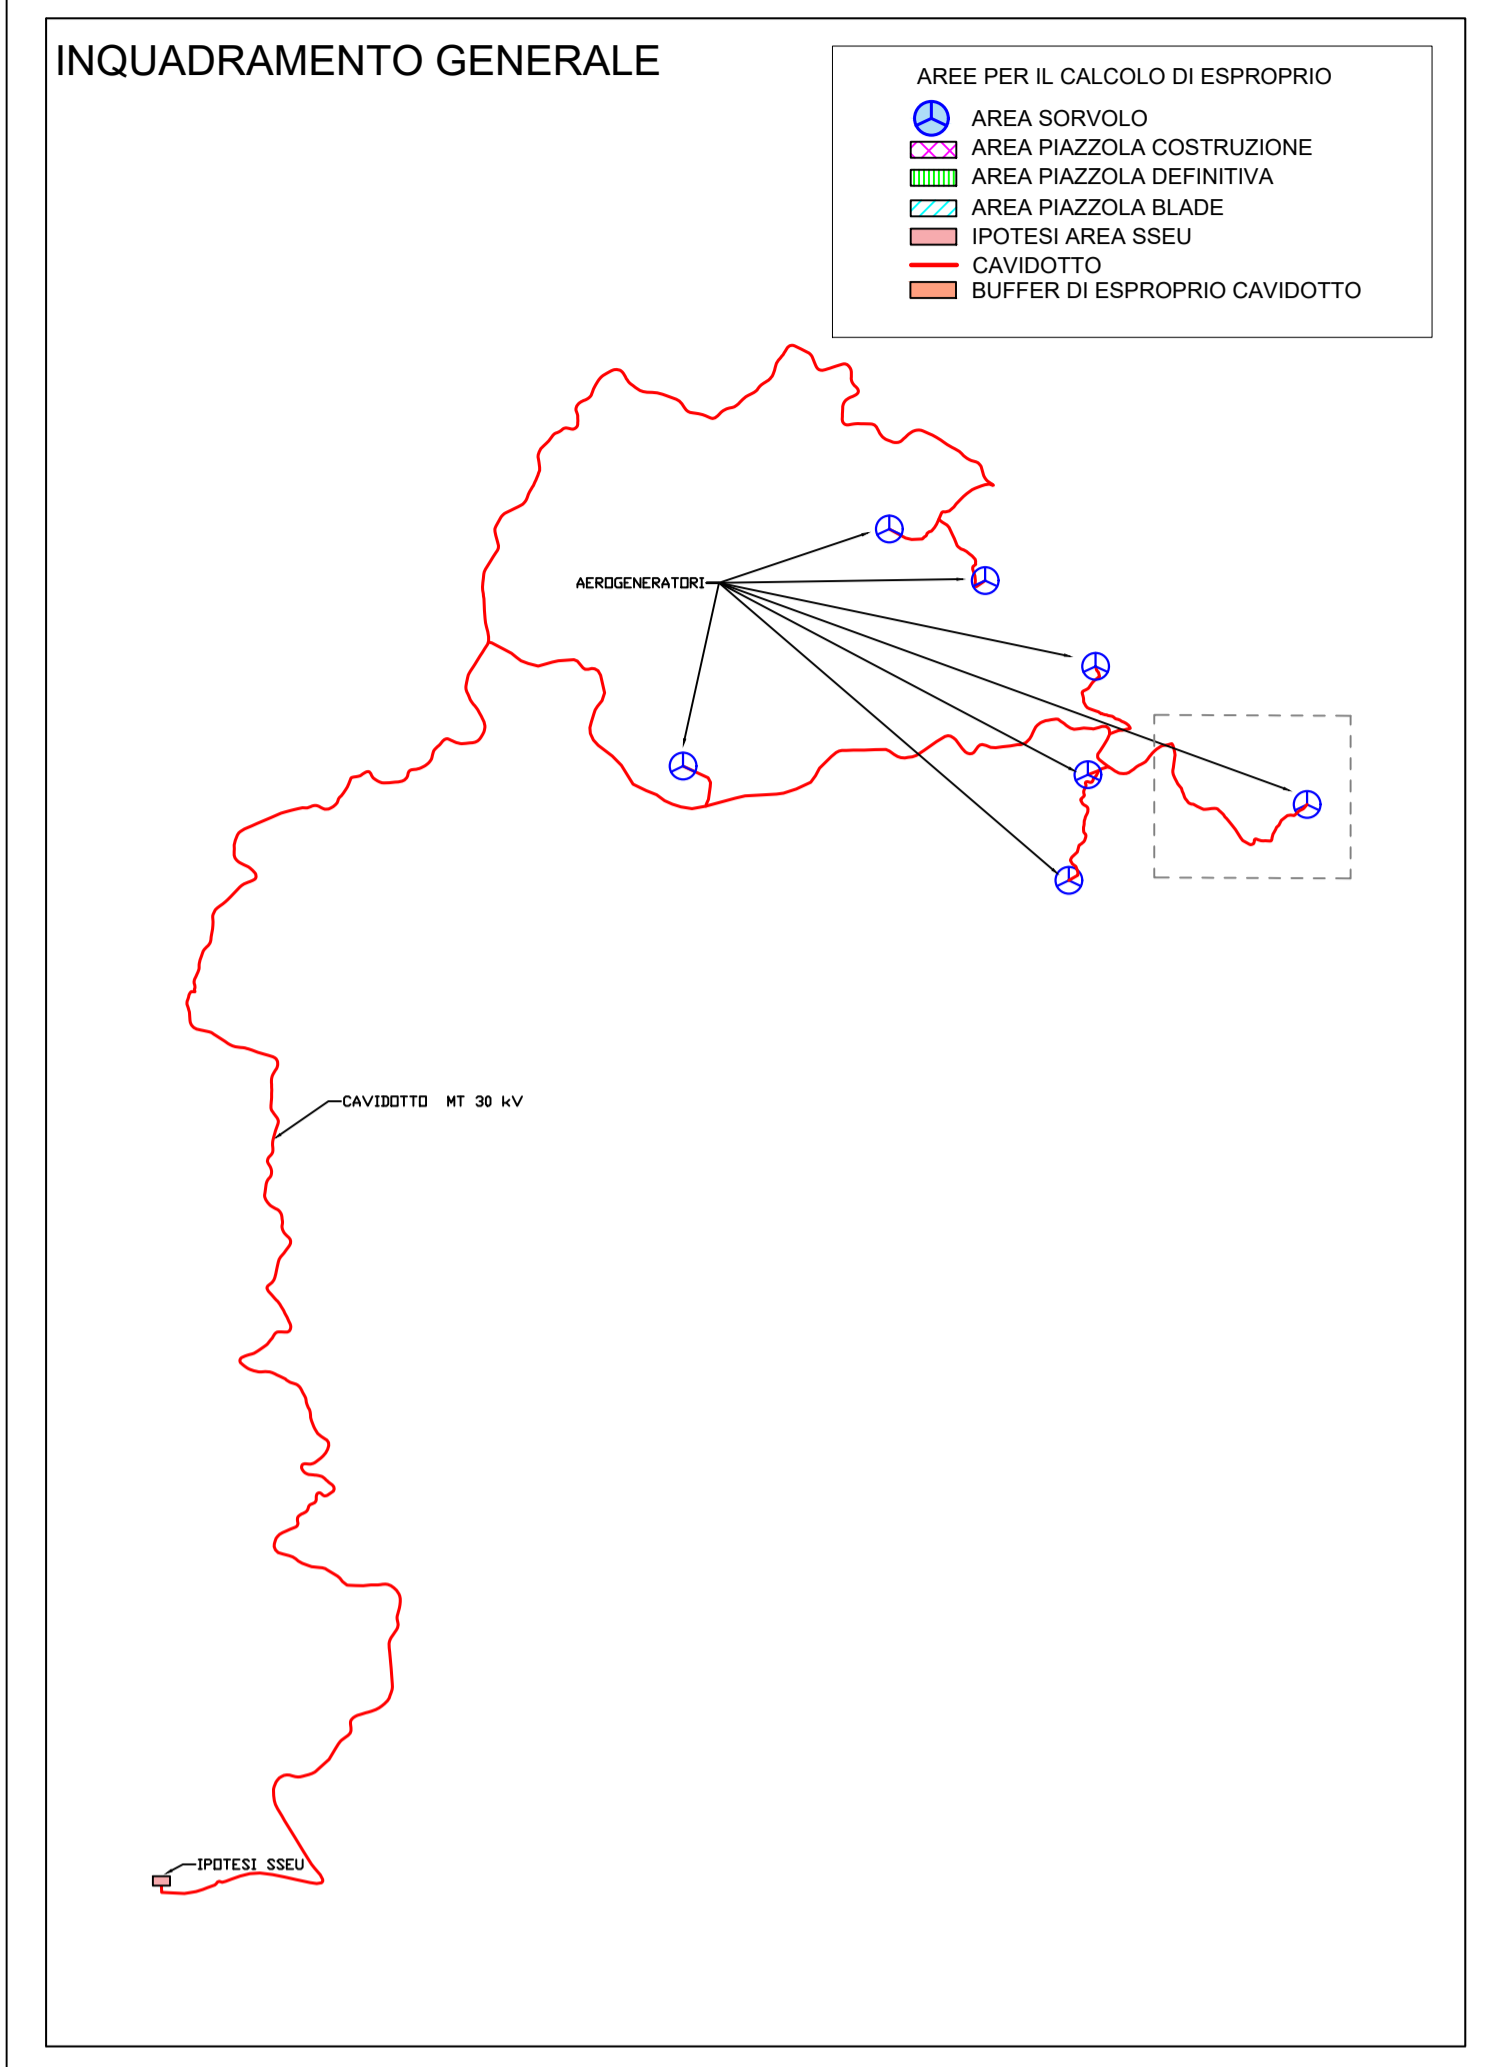 INQUADRAMENTO GENERALE
AREE PER IL CALCOLO DI ESPROPRIO
AREA SORVOLO
AREA PIAZZOLA COSTRUZIONE
AREA PIAZZOLA DEFINITIVA
AREA PIAZZOLA BLADE
IPOTESI AREA SSEU
CAVIDOTTO
BUFFER DI ESPROPRIO CAVIDOTTO
AEROGENERATORI
CAVIDOTTO MT 30 kV
IPOTESI SSEU